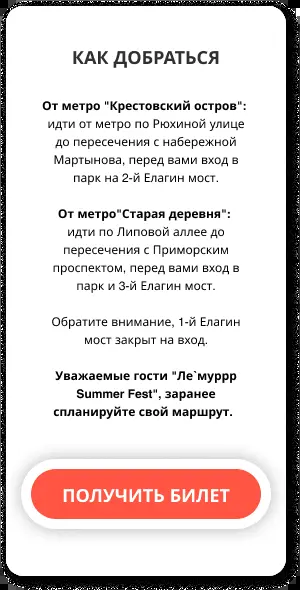 КАК ДОБРАТЬСЯ
От метро "Крестовский остров":
идти от метро по Рюхиной улице
до пересечения с набережной
Мартынова, перед вами вход в
парк на 2-й Елагин мост.
От метро"Старая деревня":
идти по Липовой аллее до
пересечения с Приморским
проспектом, перед вами вход в
парк и 3-й Елагин мост.
Обратите внимание, 1-й Елагин
мост закрыт на вход.
Уважаемые гости "Ле`муррр
Summer Fest", заранее
спланируйте свой маршрут.
ПОЛУЧИТЬ БИЛЕТ